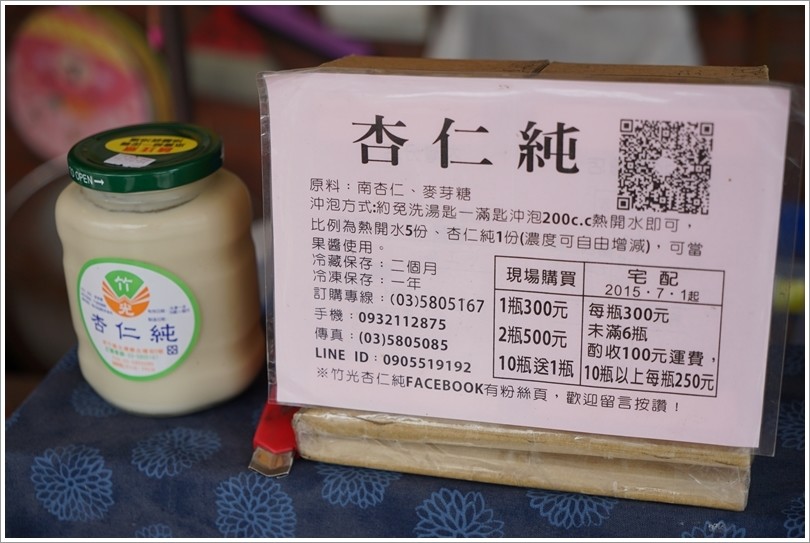 杏仁純
原料：南杏仁、麥芽糖
沖泡方式:約免洗湯匙一滿匙沖泡200c.c熱開水即可，
比例為熱開水5份、杏仁純1份(濃度可自由增減)，可當
果醬使用。
冷藏保存：二個月
冷凍保存：一年
訂購專線：(03)5805167
手機：0932112875
傳真：(03)5805085
LINE ID：0905519192
※竹光杏仁純FACEBOOK有粉絲頁，歡迎留言按讚！
現場購買
1瓶300元
2瓶500元
10瓶送1瓶
宅配
2015．7．1起
每瓶300元
未滿6瓶
酌收100元運費，
10瓶以上每瓶250元
TO OPEN
竹
光
杏仁純